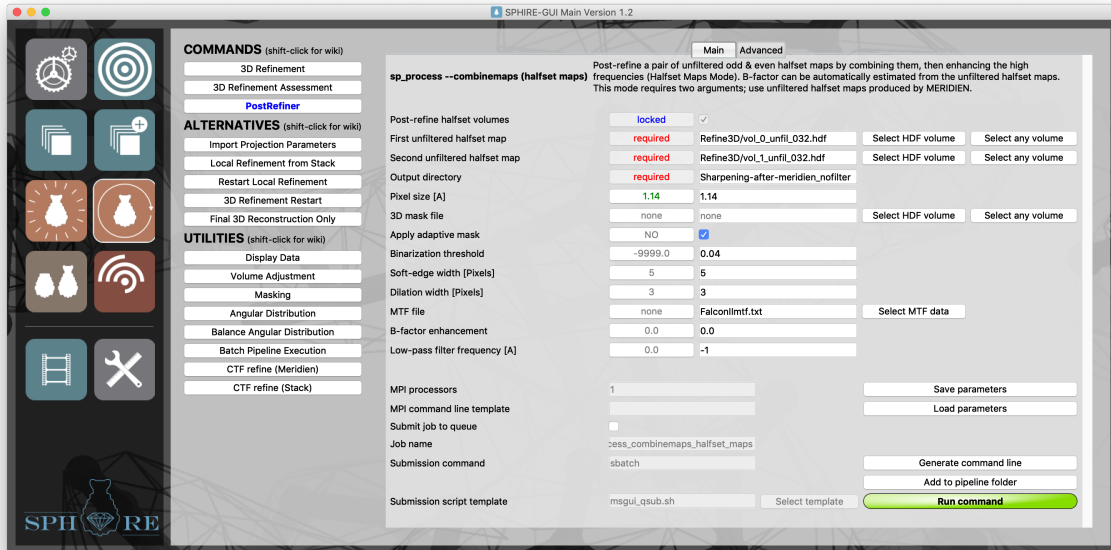 SPHIRE-GUI Main Version 1.2
COMMANDS (shift-click for wiki)
3D Refinement
3D Refinement Assessment
PostRefiner
ALTERNATIVES (shift-click for wiki)
Import Projection Parameters
Local Refinement from Stack
Restart Local Refinement
3D Refinement Restart
Final 3D Reconstruction Only
UTILITIES (shift-click for wiki)
Display Data
Volume Adjustment
Masking
Angular Distribution
Balance Angular Distribution
Batch Pipeline Execution
CTF refine (Meridien)
CTF refine (Stack)
SPHIRE
Main Advanced
sp_process --combinemaps (halfset maps)
Post-refine a pair of unfiltered odd & even halfset maps by combining them, then enhancing the high
frequencies (Halfset Maps Mode). B-factor can be automatically estimated from the unfiltered halfset maps.
This mode requires two arguments; use unfiltered halfset maps produced by MERIDIEN.
Post-refine halfset volumes locked
First unfiltered halfset map required Refine3D/vol_0_unfil_032.hdf Select HDF volume Select any volume
Second unfiltered halfset map required Refine3D/vol_1_unfil_032.hdf Select HDF volume Select any volume
Output directory required Sharpening-after-meridien_nofilter
Pixel size [A] 1.14 1.14
3D mask file none none Select HDF volume Select any volume
Apply adaptive mask NO
Binarization threshold -9999.0 0.04
Soft-edge width [Pixels] 5 5
Dilation width [Pixels] 3 3
MTF file none FalconIImtf.txt Select MTF data
B-factor enhancement 0.0 0.0
Low-pass filter frequency [A] 0.0 -1
MPI processors 1 Save parameters
MPI command line template Load parameters
Submit job to queue
Job name cess_combinemaps_halfset_maps
Submission command sbatch Generate command line
Add to pipeline folder
Submission script template msgui_qsub.sh Select template Run command